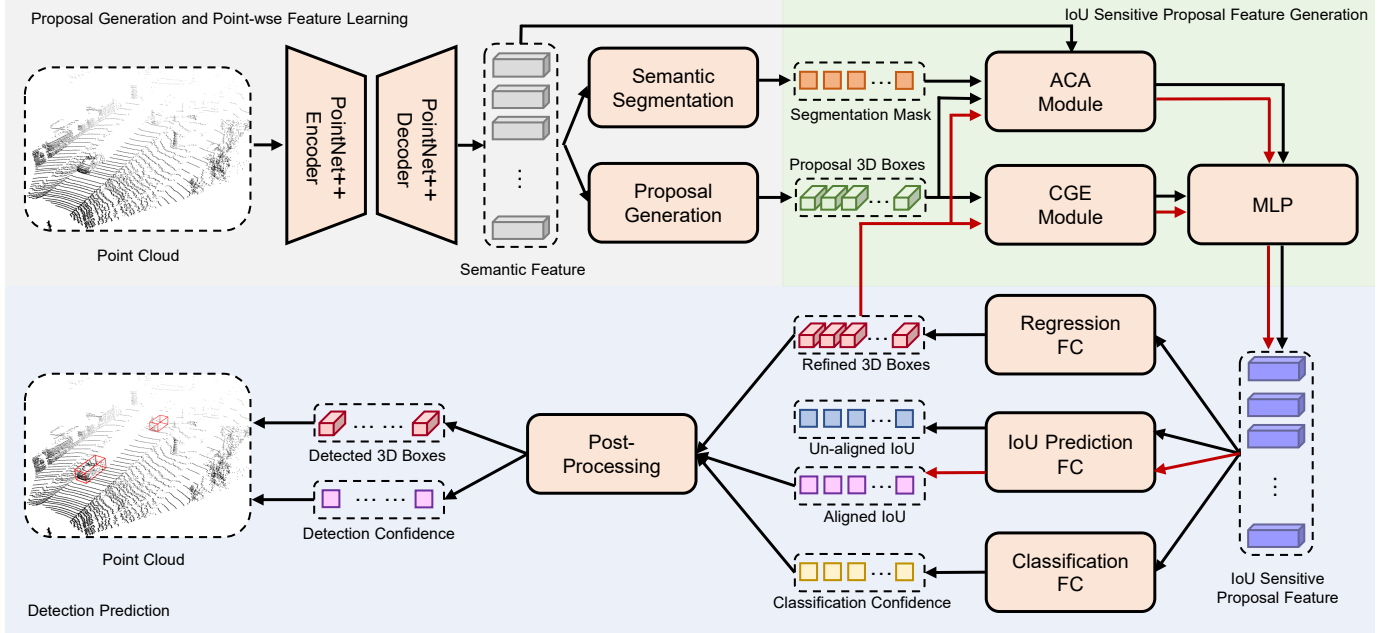 Proposal Generation and Point-wse Feature Learning
IoU Sensitive Proposal Feature Generation
Point Cloud
PointNet++
Encoder
PointNet++
Decoder
...
Semantic Feature
Semantic
Segmentation
Proposal
Generation
...
Segmentation Mask
Proposal 3D Boxes
...
ACA
Module
CGE
Module
MLP
Regression
FC
...
Refined 3D Boxes
IoU Prediction
FC
...
Un-aligned IoU
...
Aligned IoU
Classification
FC
...
Classification Confidence
...
IoU Sensitive
Proposal Feature
Post-
Processing
... ...
Detected 3D Boxes
... ...
Detection Confidence
Point Cloud
Detection Prediction